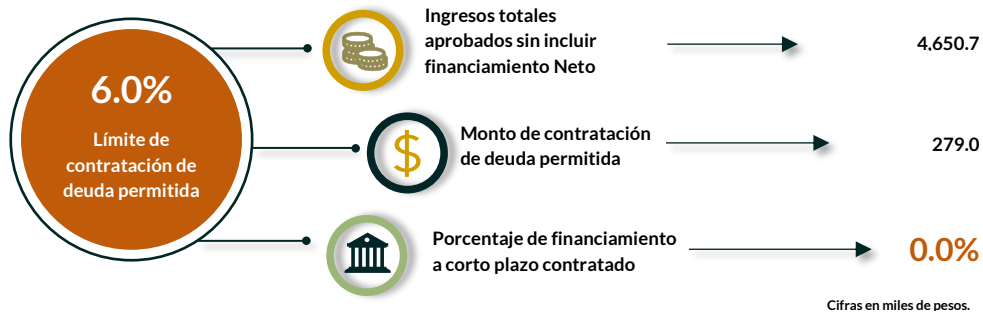 6.0%
Límite de
contratación de
deuda permitida
Ingresos totales
aprobados sin incluir
financiamiento Neto
4.650.7
$
Monto de contratación
de deuda permitida
279.0
Porcentaje de financiamiento
a corto plazo contratado
0.0%
Cifras en miles de pesos.